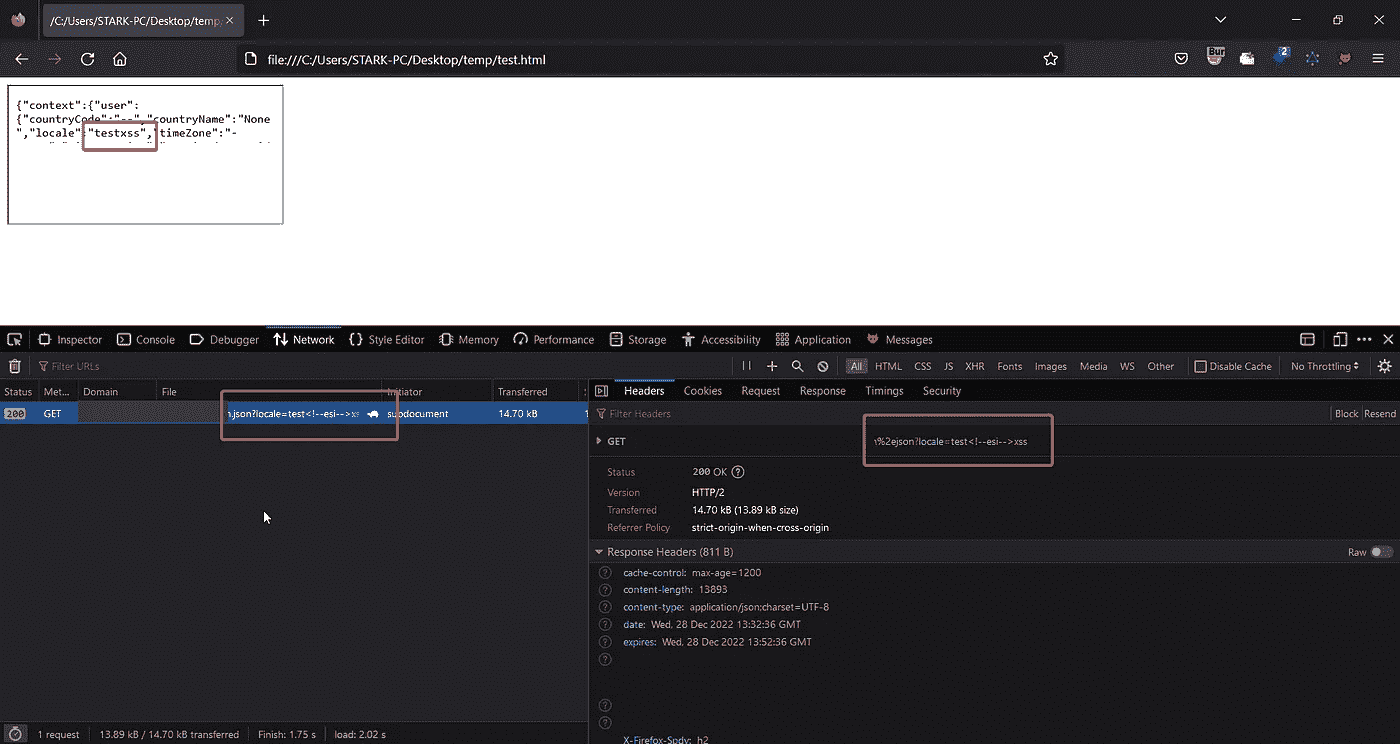 /C:/Users/STARK-PC/Desktop/temp/
file:///C:/Users/STARK-PC/Desktop/temp/test.html
Bur
2
{"context":{"user":
{"countryCode":"--","countryName":"None
","locale":"testxss","timeZone":"-
Inspector Console Debugger Network Style Editor Memory Performance Storage Accessibility Application Messages
Filter URLs
All HTML CSS JS XHR Fonts Images Media WS Other Disable Cache No Throttling
Status Met... Domain File Initiator Transferred
Headers Cookies Request Response Timings Security
200 GET .json?locale=test<!--esi-->xs subdocument 14.70 kB 1
Filter Headers Block Resend
GET %2ejson?locale=test<!--esi-->xss
Status 200 OK ?
Version HTTP/2
Transferred 14.70 kB (13.89 kB size)
Referrer Policy strict-origin-when-cross-origin
Response Headers (811 B) Raw
? cache-control: max-age=1200
? content-length: 13893
? content-type: application/json;charset=UTF-8
? date: Wed, 28 Dec 2022 13:32:36 GMT
? expires: Wed, 28 Dec 2022 13:52:36 GMT
?
?
?
X-Firefox-Spdy: h2
1 request 13.89 kB / 14.70 kB transferred Finish: 1.75 s load: 2.02 s